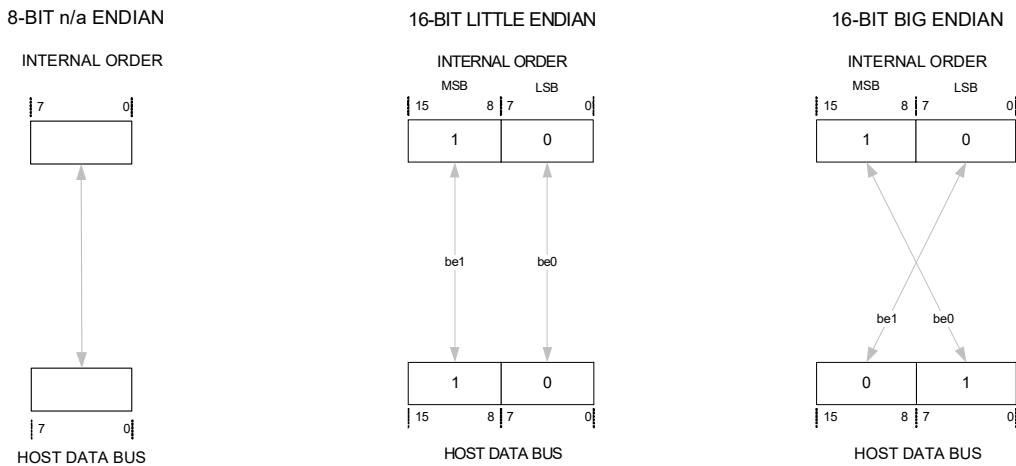 8-BIT n/a ENDIAN
INTERNAL ORDER
7 0
7 0
HOST DATA BUS
16-BIT LITTLE ENDIAN
INTERNAL ORDER
MSB LSB
15 8 7 0
1 0
be1 be0
1 0
15 8 7 0
HOST DATA BUS
16-BIT BIG ENDIAN
INTERNAL ORDER
MSB LSB
15 8 7 0
1 0
be1 be0
0 1
15 8 7 0
HOST DATA BUS